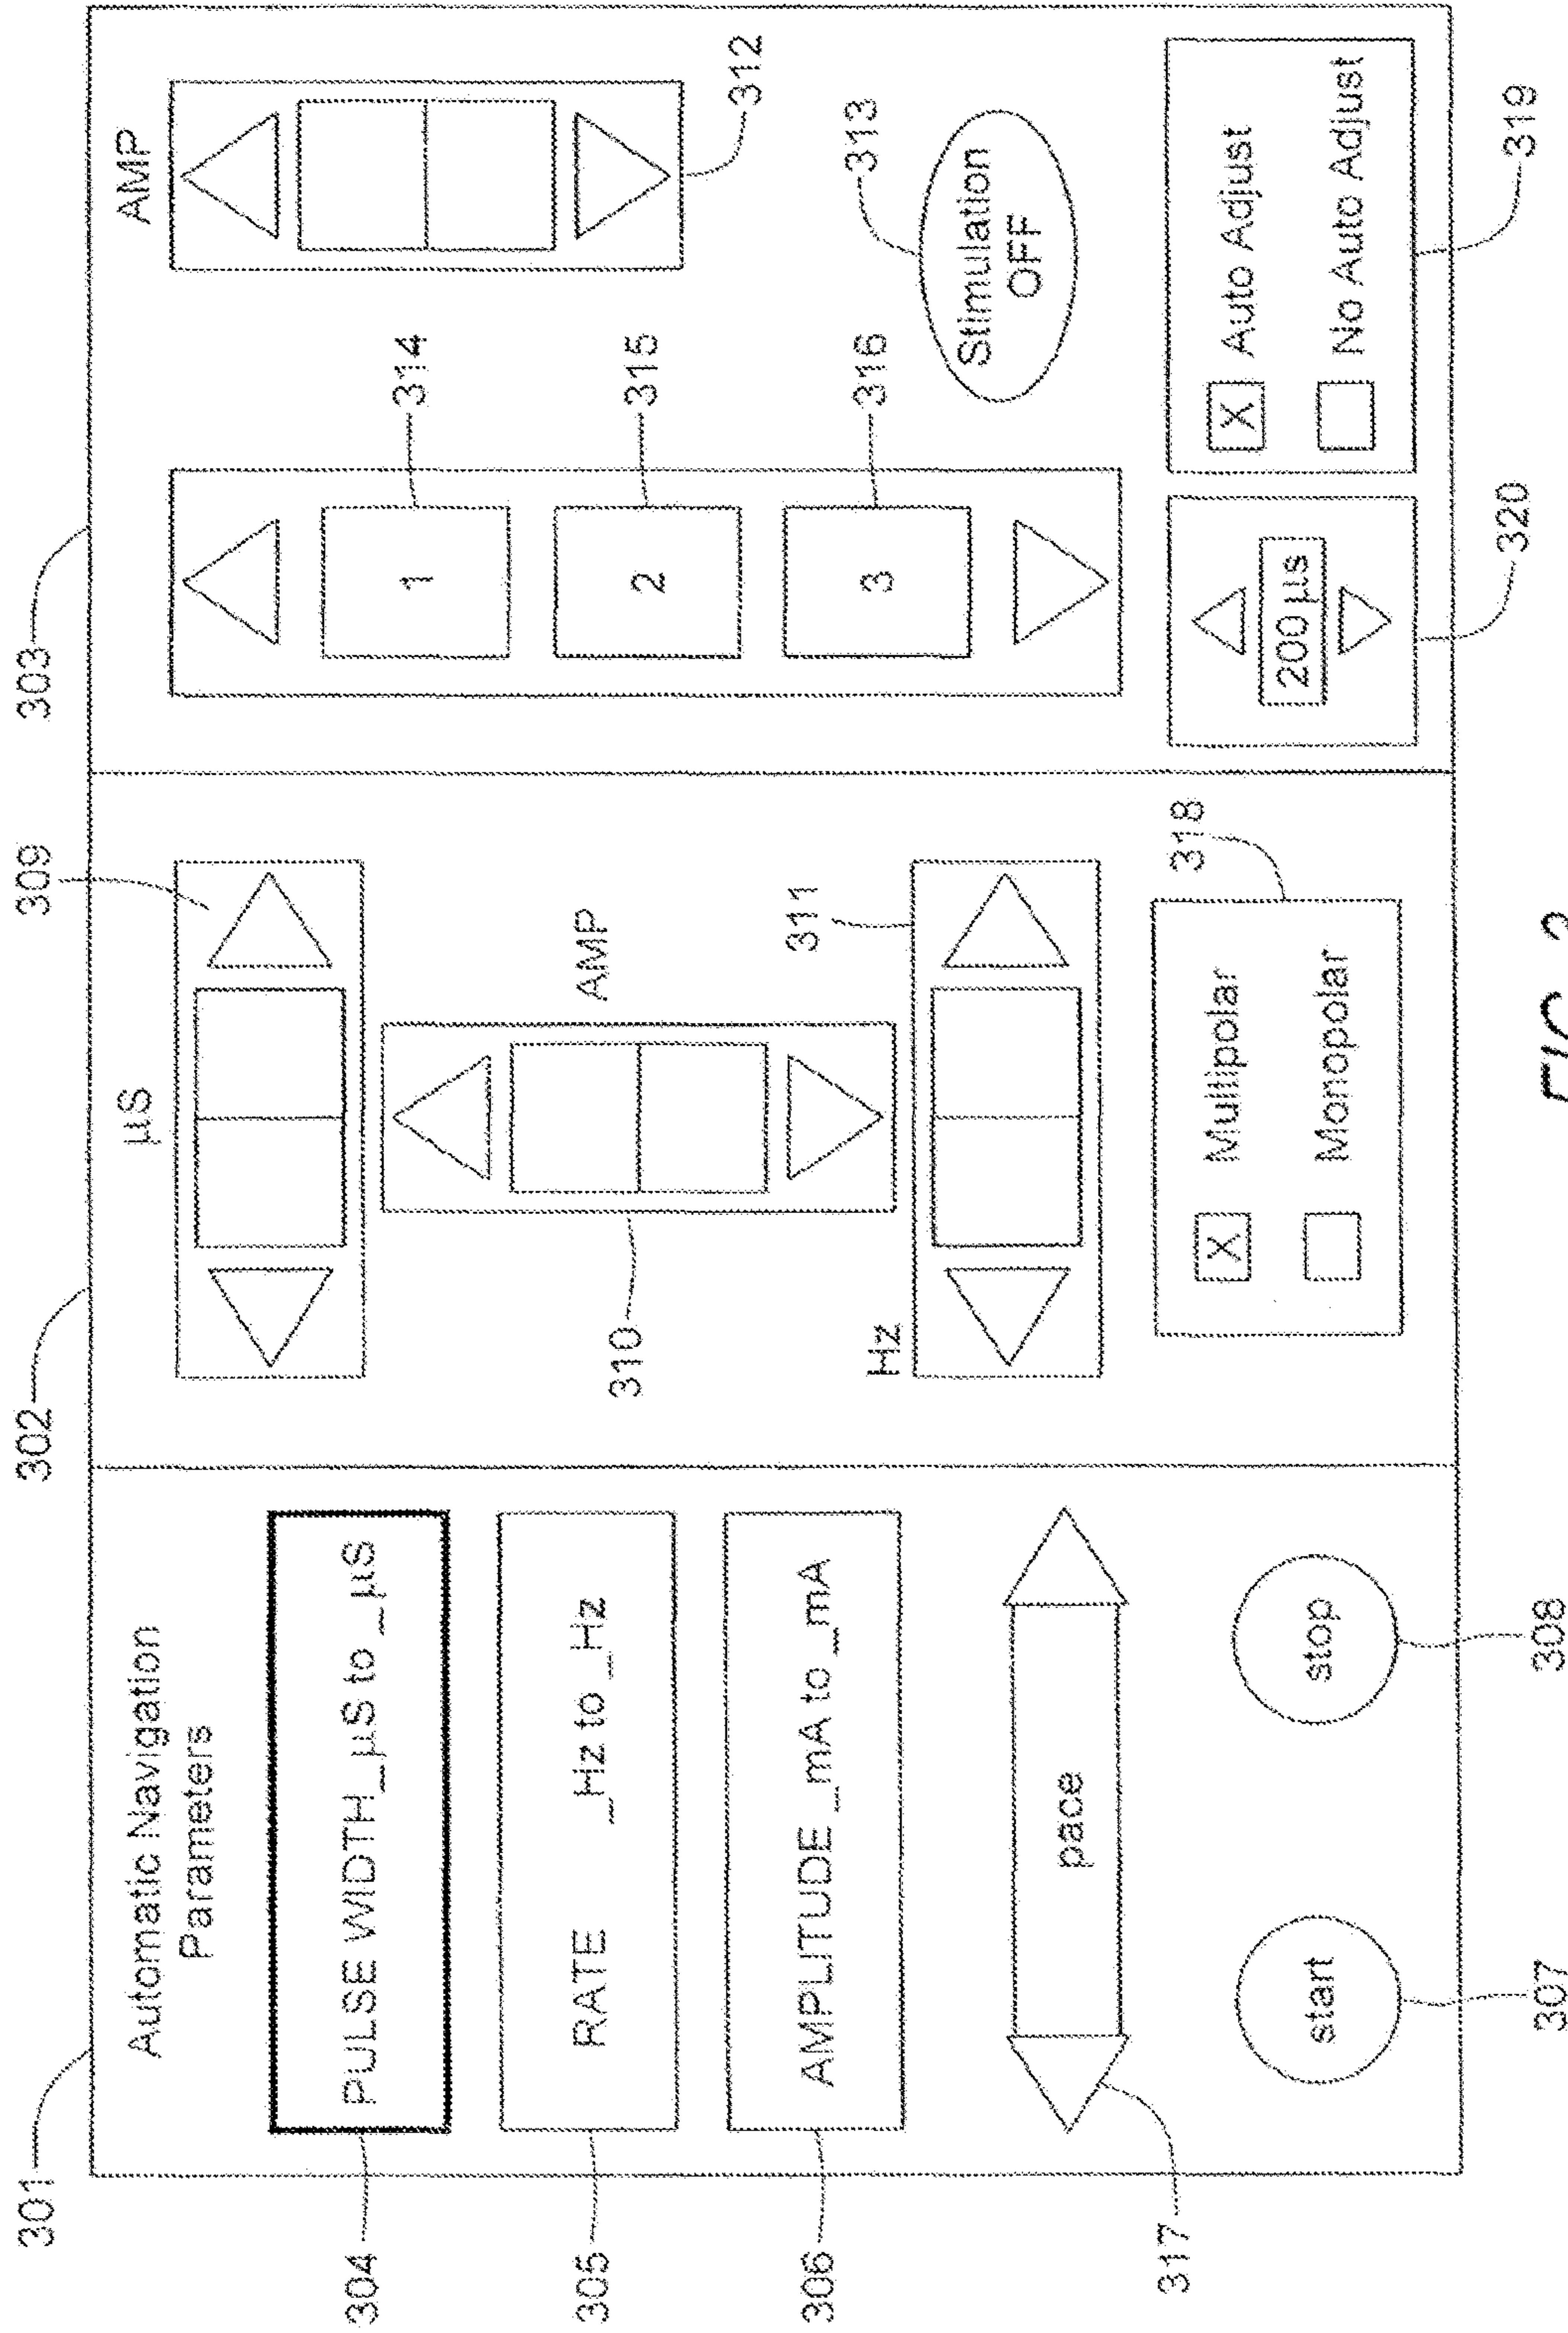 301
302
303
Automatic Navigation
Parameters
304
PULSE WIDTH_µS to _µS
305
RATE _Hz to _Hz
306
AMPLITUDE _mA to _mA
317
pace
start
stop
307
308
µS
309
310
AMP
Hz
311
318
X Multipolar
Monopolar
AMP
312
1
314
2
315
3
316
313
Stimulation
OFF
200 µs
320
X Auto Adjust
No Auto Adjust
319